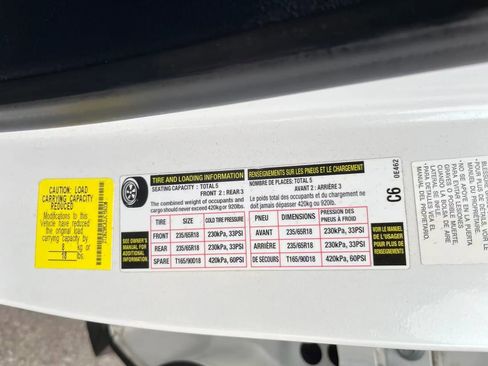 CAUTION: LOAD
CARRYING CAPACITY
REDUCED
Modifications to this
Vehicle have reduced
the original load
carrying capacity by
8 kg or
18 lbs
TIRE AND LOADING INFORMATION
SEATING CAPACITY : TOTAL 5
FRONT 2 : REAR 3
The combined weight of occupants and
cargo should never exceed 420kg or 920lbs.
RENSEIGNEMENTS SUR LES PNEUS ET LE CHARGEMENT
NOMBRE DE PLACES: TOTAL 5
AVANT 2 : ARRIÈRE 3
Le poids total des occupants et du chargement ne
doit jamais dépasser 420kg ou 920lb.
SEE OWNER'S
MANUAL FOR
ADDITIONAL
INFORMATION
TIRE SIZE COLD TIRE PRESSURE
FRONT 235/65R18 230kPa, 33PSI
REAR 235/65R18 230kPa, 33PSI
SPARE T165/90D18 420kPa, 60PSI
PNEU DIMENSIONS PRESSION DES
PNEUS À FROID
AVANT 235/65R18 230kPa, 33PSI
ARRIÈRE 235/65R18 230kPa, 33PSI
DE SECOURS T165/90D18 420kPa, 60PSI
VOIR LE MANUEL
DE L'USAGER
POUR PLUS DE
RENSEIGNEMENTS
C6
0E462